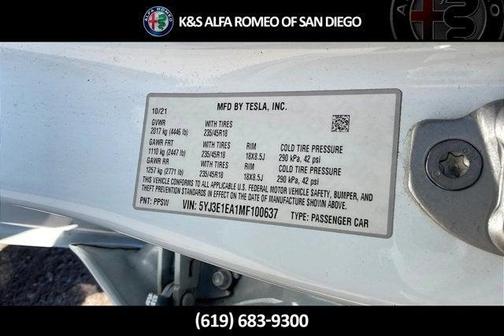 K&S ALFA ROMEO OF SAN DIEGO
10/21 MFD BY TESLA, INC.
GVWR WITH TIRES
2017 kg (4446 lb) 235/45R18
GAWR FRT WITH TIRES RIM COLD TIRE PRESSURE
1110 kg (2447 lb) 235/45R18 18X8.5J 290 kPa, 42 psi
GAWR RR WITH TIRES RIM COLD TIRE PRESSURE
1257 kg (2771 lb) 235/45R18 18X8.5J 290 kPa, 42 psi
THIS VEHICLE CONFORMS TO ALL APPLICABLE U.S. FEDERAL MOTOR VEHICLE SAFETY, BUMPER, AND
THEFT PREVENTION STANDARDS IN EFFECT ON THE DATE OF MANUFACTURE SHOWN ABOVE.
PNT: PPSW VIN: 5YJ3E1EA1MF100637 TYPE: PASSENGER CAR
(619) 683-9300